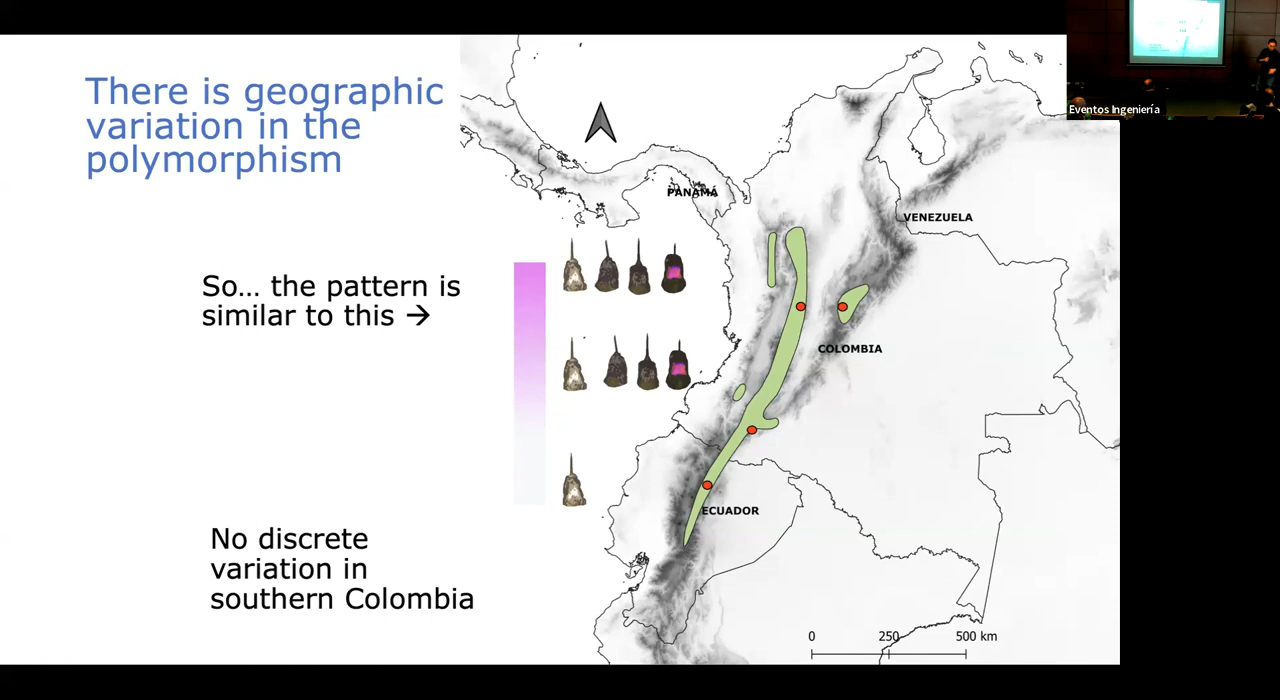 There is geographic
variation in the
polymorphism
So... the pattern is
similar to this →
No discrete
variation in
southern Colombia
PANAMÁ
VENEZUELA
COLOMBIA
ECUADOR
0 250 500 km
Eventos Ingeniería